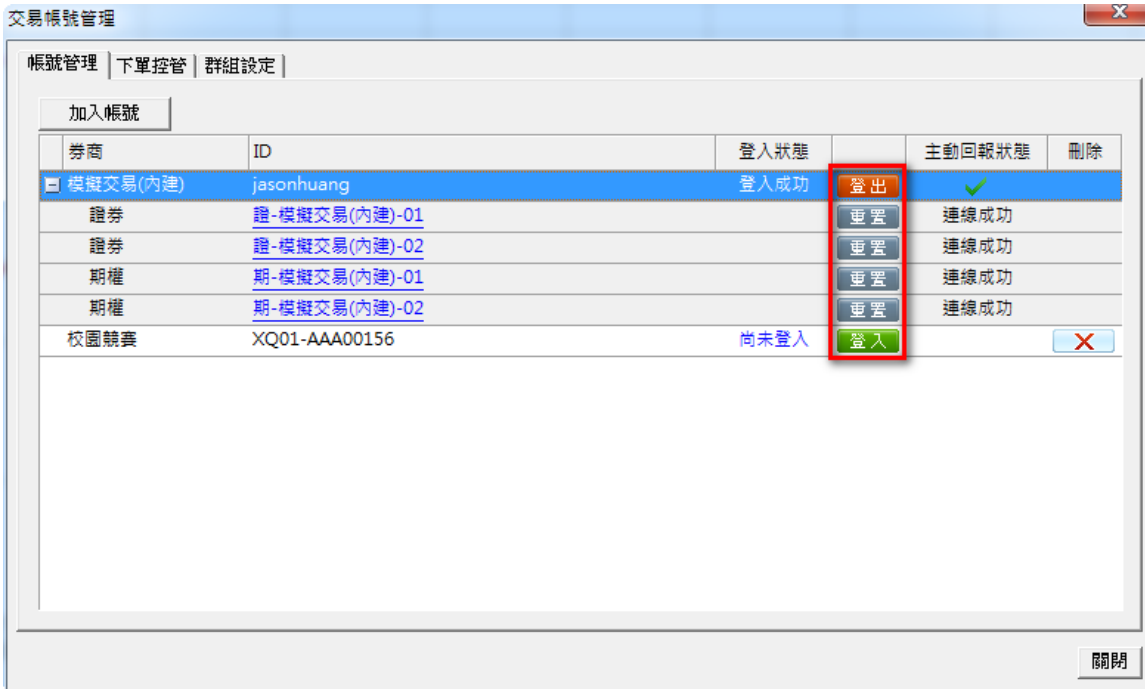 交易帳號管理
帳號管理 下單控管 群組設定
加入帳號
券商 ID 登入狀態 主動回報狀態 刪除
模擬交易(內建) jasonhuang 登入成功 登出
證券 證-模擬交易(內建)-01 重置 連線成功
證券 證-模擬交易(內建)-02 重置 連線成功
期權 期-模擬交易(內建)-01 重置 連線成功
期權 期-模擬交易(內建)-02 重置 連線成功
校園競賽 XQ01-AAA00156 尚未登入 登入
關閉